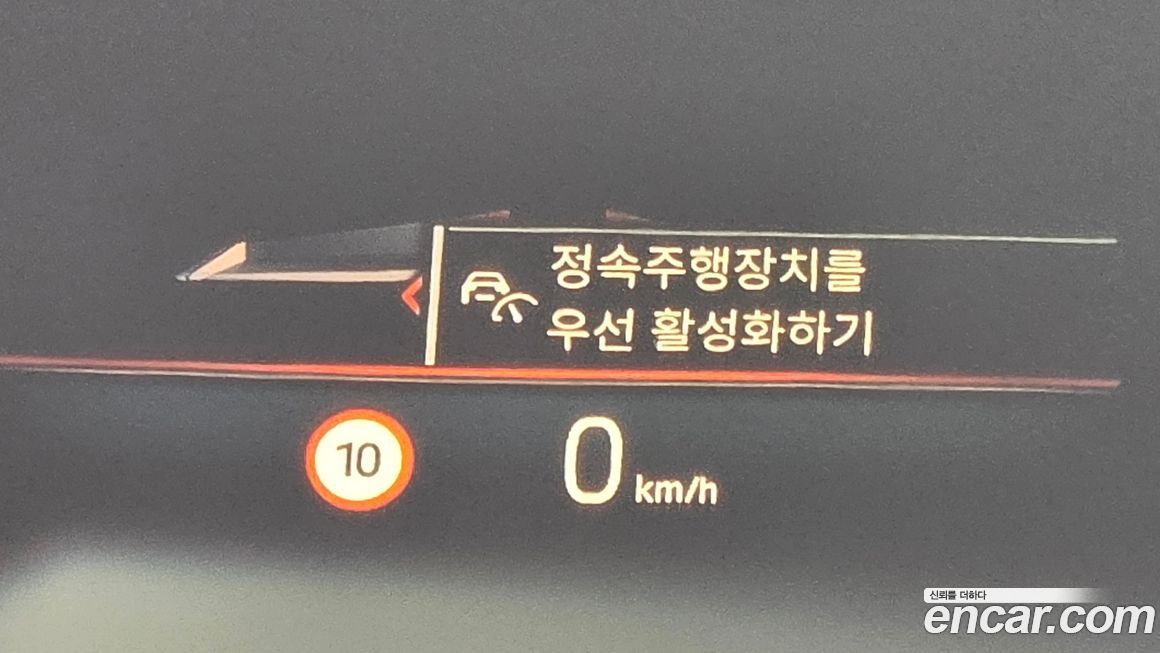 정속주행장치를
우선 활성화하기
10
0 km/h
신뢰를 더하다
encar.com